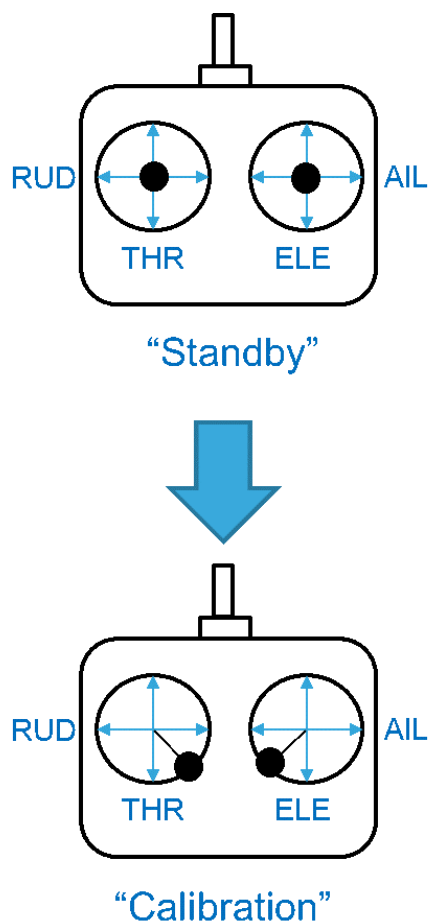 RUD AIL
THR ELE
“Standby”
RUD AIL
THR ELE
“Calibration”